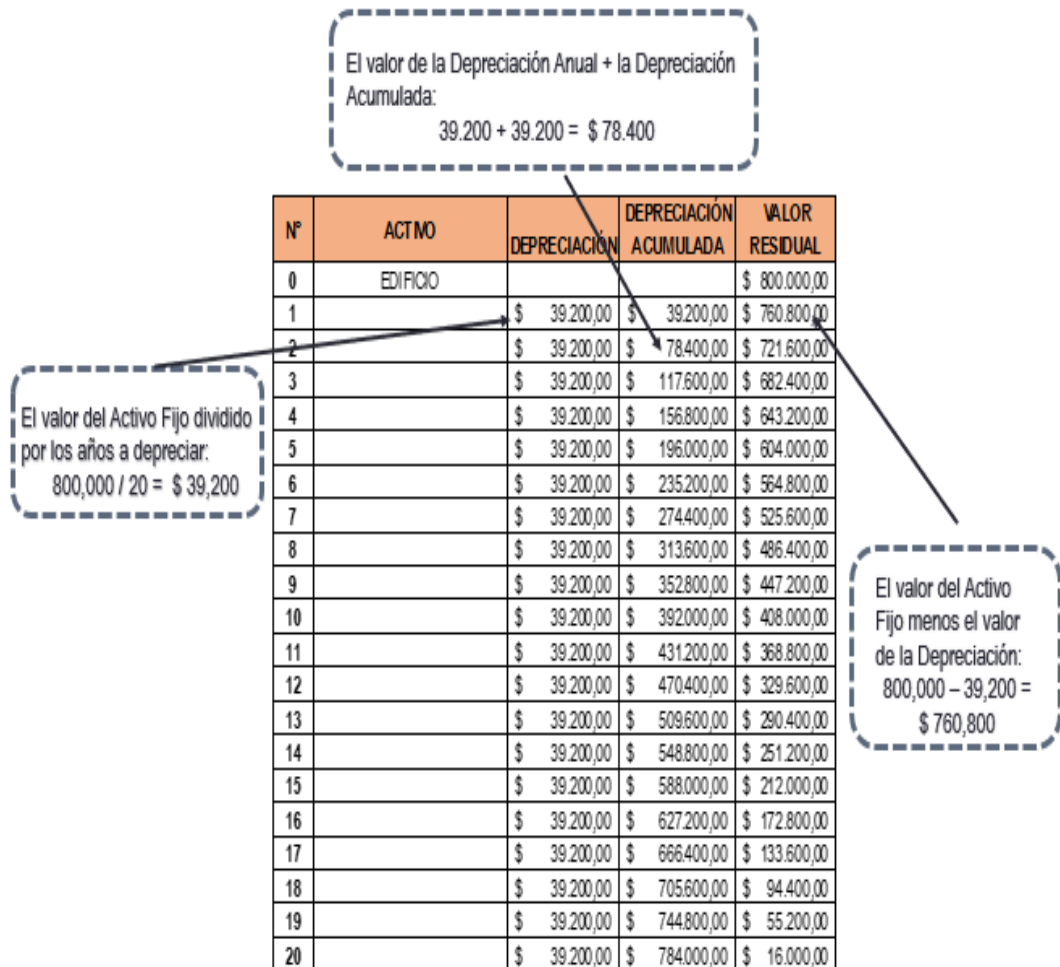 El valor de la Depreciación Anual + la Depreciación
Acumulada:
39.200 + 39.200 = $ 78.400
N° ACTIVO DEPRECIACIÓN DEPRECIACIÓN ACUMULADA VALOR RESIDUAL
0 EDIFICIO $ 800.000,00
1 $ 39.200,00 $ 39.200,00 $ 760.800,00
2 $ 39.200,00 $ 78.400,00 $ 721.600,00
3 $ 39.200,00 $ 117.600,00 $ 682.400,00
4 $ 39.200,00 $ 156.800,00 $ 643.200,00
5 $ 39.200,00 $ 196.000,00 $ 604.000,00
6 $ 39.200,00 $ 235.200,00 $ 564.800,00
7 $ 39.200,00 $ 274.400,00 $ 525.600,00
8 $ 39.200,00 $ 313.600,00 $ 486.400,00
9 $ 39.200,00 $ 352.800,00 $ 447.200,00
10 $ 39.200,00 $ 392.000,00 $ 408.000,00
11 $ 39.200,00 $ 431.200,00 $ 368.800,00
12 $ 39.200,00 $ 470.400,00 $ 329.600,00
13 $ 39.200,00 $ 509.600,00 $ 290.400,00
14 $ 39.200,00 $ 548.800,00 $ 251.200,00
15 $ 39.200,00 $ 588.000,00 $ 212.000,00
16 $ 39.200,00 $ 627.200,00 $ 172.800,00
17 $ 39.200,00 $ 666.400,00 $ 133.600,00
18 $ 39.200,00 $ 705.600,00 $ 94.400,00
19 $ 39.200,00 $ 744.800,00 $ 55.200,00
20 $ 39.200,00 $ 784.000,00 $ 16.000,00
El valor del Activo Fijo dividido
por los años a depreciar:
800,000 / 20 = $ 39,200
El valor del Activo
Fijo menos el valor
de la Depreciación:
800,000 – 39,200 =
$ 760,800